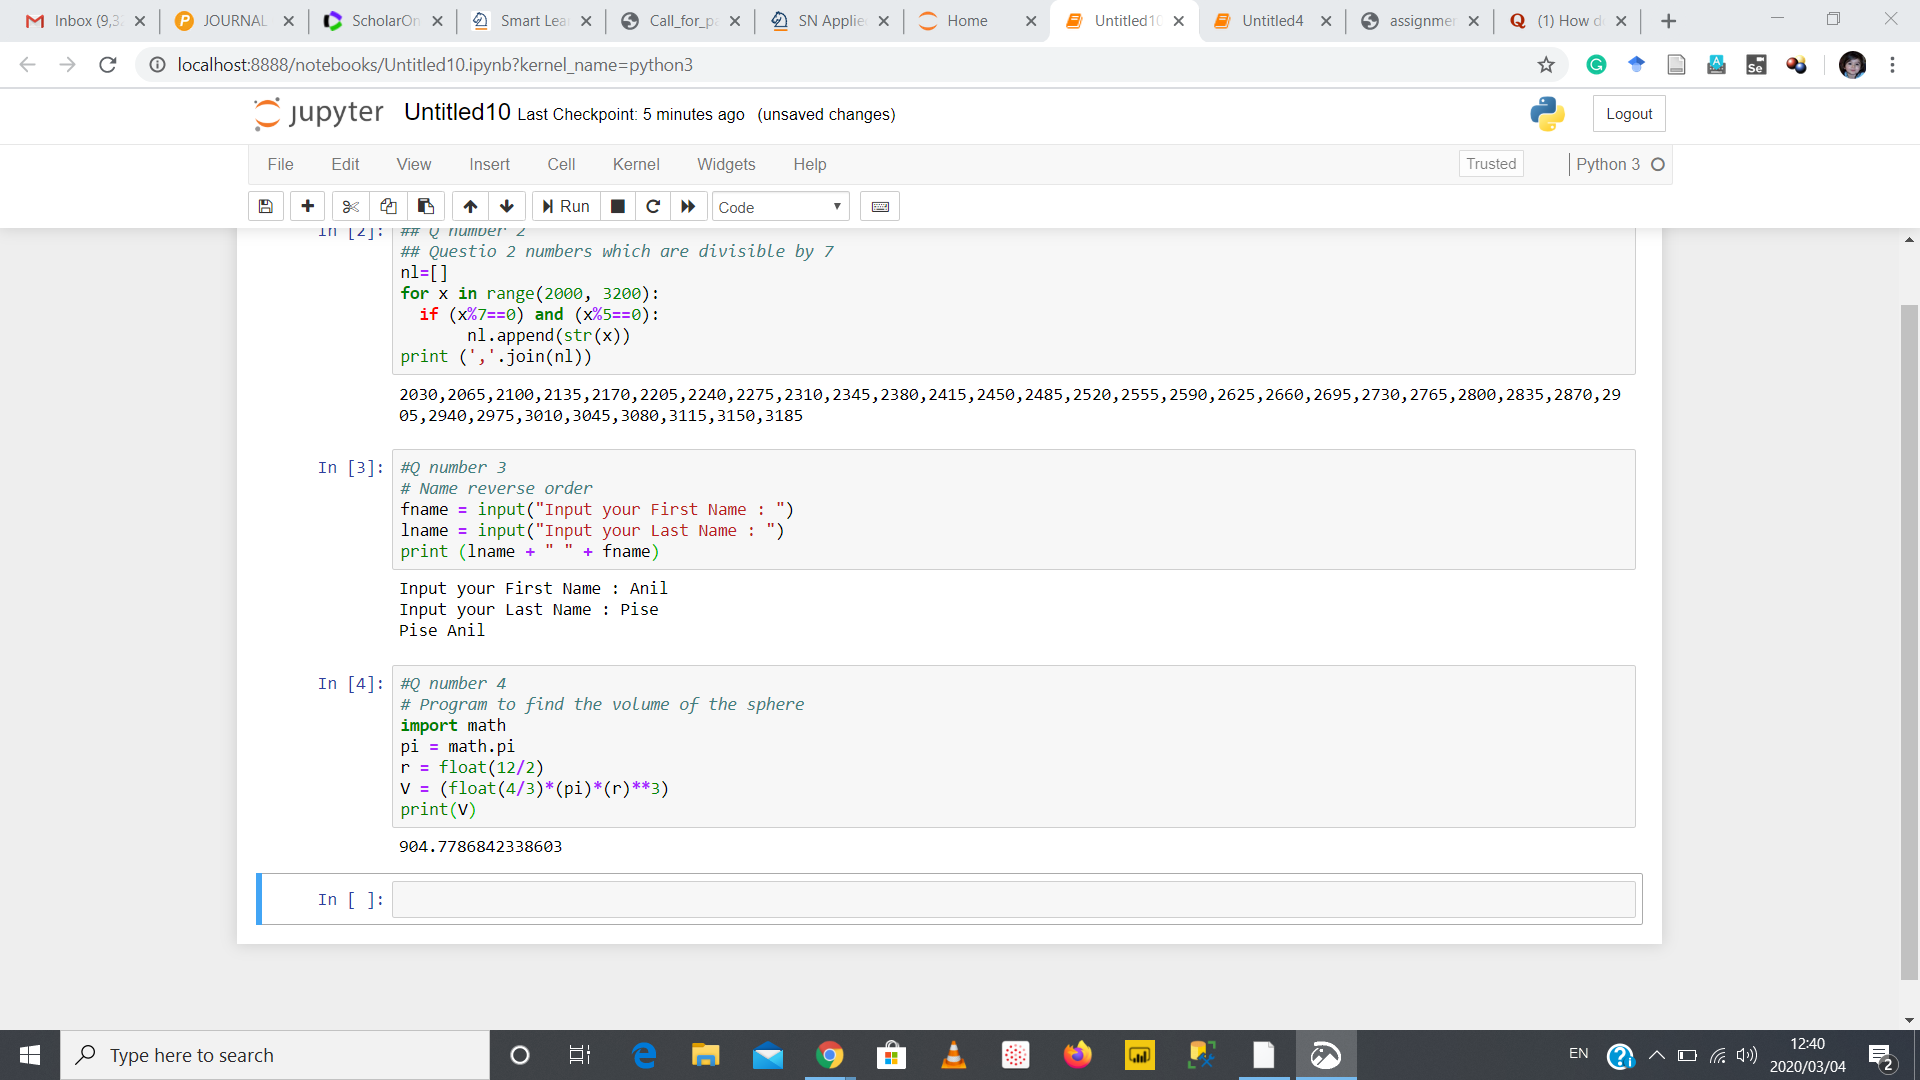 Inbox (9,3
JOURNAL
ScholarOn
Smart Lea
Call_for_pa
SN Applie
Home
Untitled10
Untitled4
assignmen
(1) How d
localhost:8888/notebooks/Untitled10.ipynb?kernel_name=python3
jupyter Untitled10 Last Checkpoint: 5 minutes ago (unsaved changes)
Logout
File Edit View Insert Cell Kernel Widgets Help
Trusted
Python 3
Run
Code
In [2]: ## Q number 2
## Questio 2 numbers which are divisible by 7
nl=[]
for x in range(2000, 3200):
if (x%7==0) and (x%5==0):
nl.append(str(x))
print (','.join(nl))
2030,2065,2100,2135,2170,2205,2240,2275,2310,2345,2380,2415,2450,2485,2520,2555,2590,2625,2660,2695,2730,2765,2800,2835,2870,29
05,2940,2975,3010,3045,3080,3115,3150,3185
In [3]: #Q number 3
# Name reverse order
fname = input("Input your First Name : ")
lname = input("Input your Last Name : ")
print (lname + " " + fname)
Input your First Name : Anil
Input your Last Name : Pise
Pise Anil
In [4]: #Q number 4
# Program to find the volume of the sphere
import math
pi = math.pi
r = float(12/2)
V = (float(4/3)*(pi)*(r)**3)
print(V)
904.7786842338603
In [ ]:
Type here to search
EN
12:40
2020/03/04
2